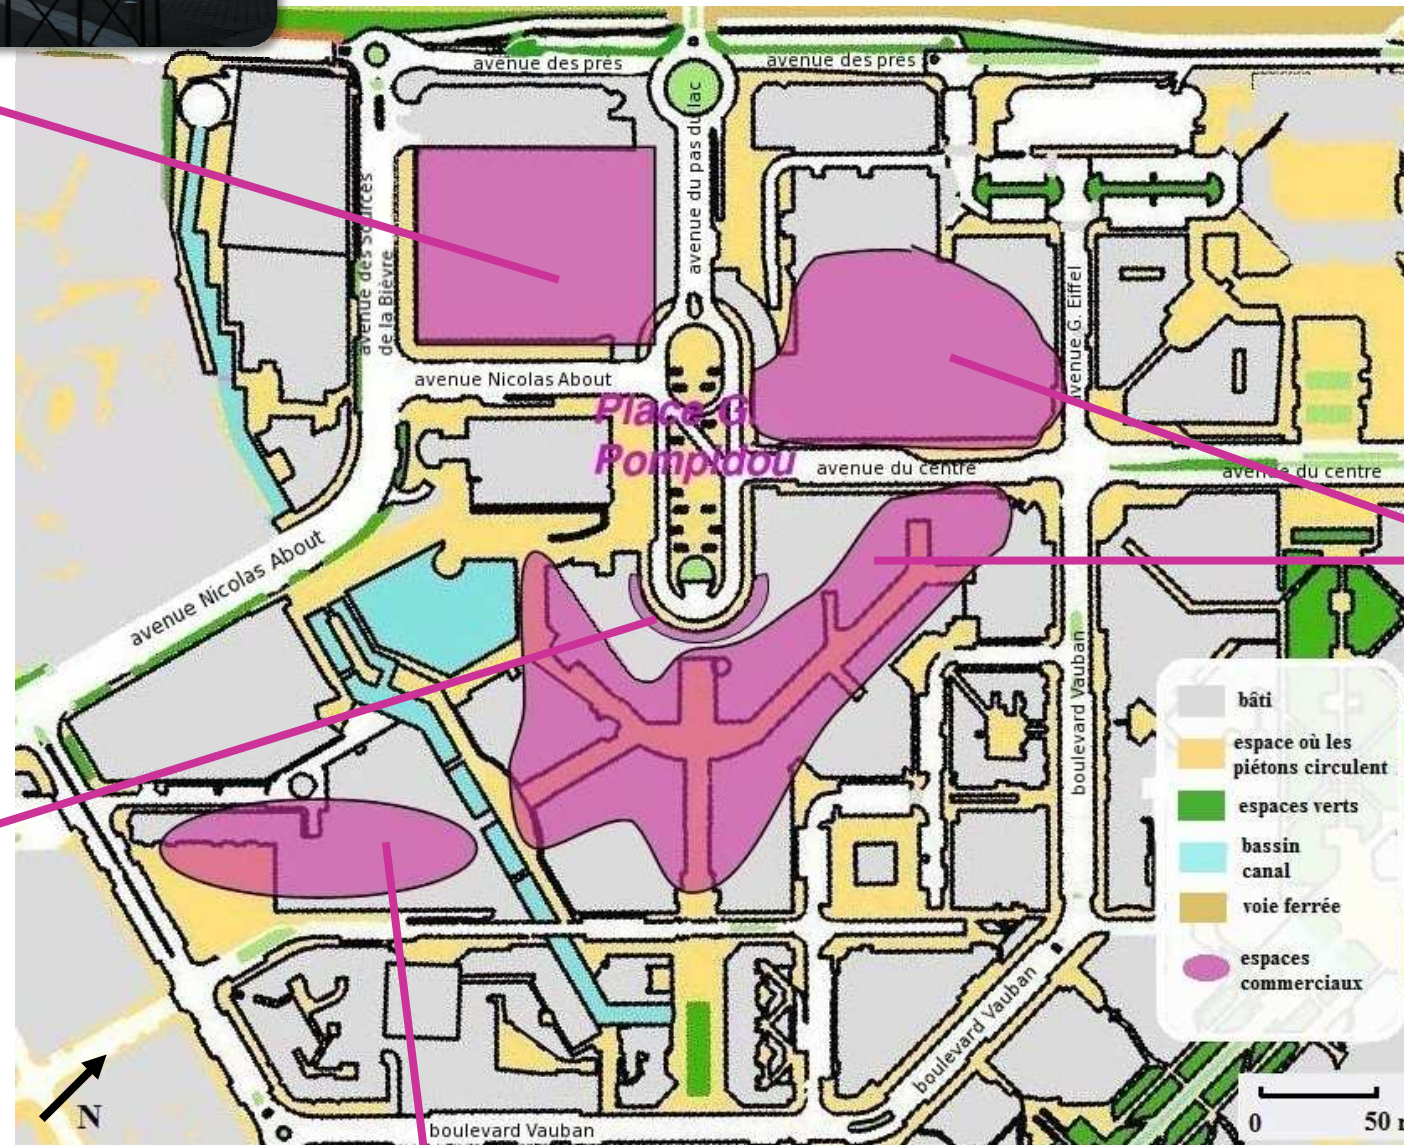 avenue des prés
avenue des prés
avenue du pas du lac
avenue des Sources
de la Bièvre
avenue G. Eiffel
avenue Nicolas About
Place G.
Pompidou
avenue du centre
avenue du centre
avenue Nicolas About
boulevard Vauban
bâti
espace où les
piétons circulent
espaces verts
bassin
canal
voie ferrée
espaces
commerciaux
boulevard Vauban
N
boulevard Vauban
0 50